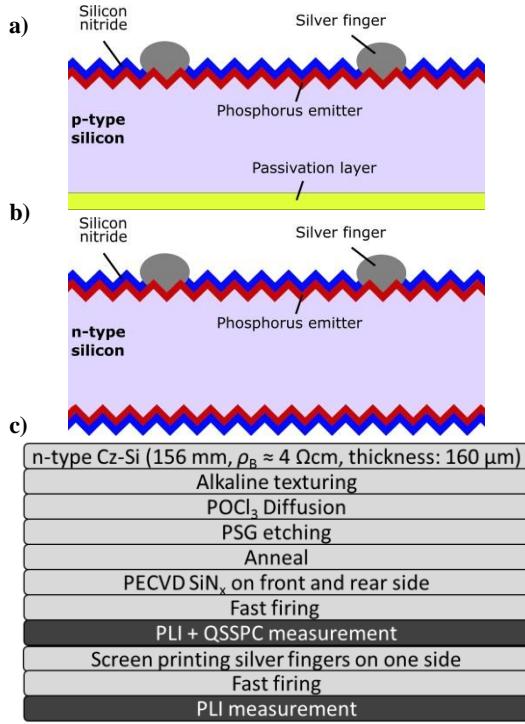 a)
Silicon
nitride
Silver finger
Phosphorus emitter
p-type
silicon
Passivation layer
b)
Silicon
nitride
Silver finger
Phosphorus emitter
n-type
silicon
c)
n-type Cz-Si (156 mm, ρB ≈ 4 Ωcm, thickness: 160 µm)
Alkaline texturing
POCl3 Diffusion
PSG etching
Anneal
PECVD SiNx on front and rear side
Fast firing
PLI + QSSPC measurement
Screen printing silver fingers on one side
Fast firing
PLI measurement